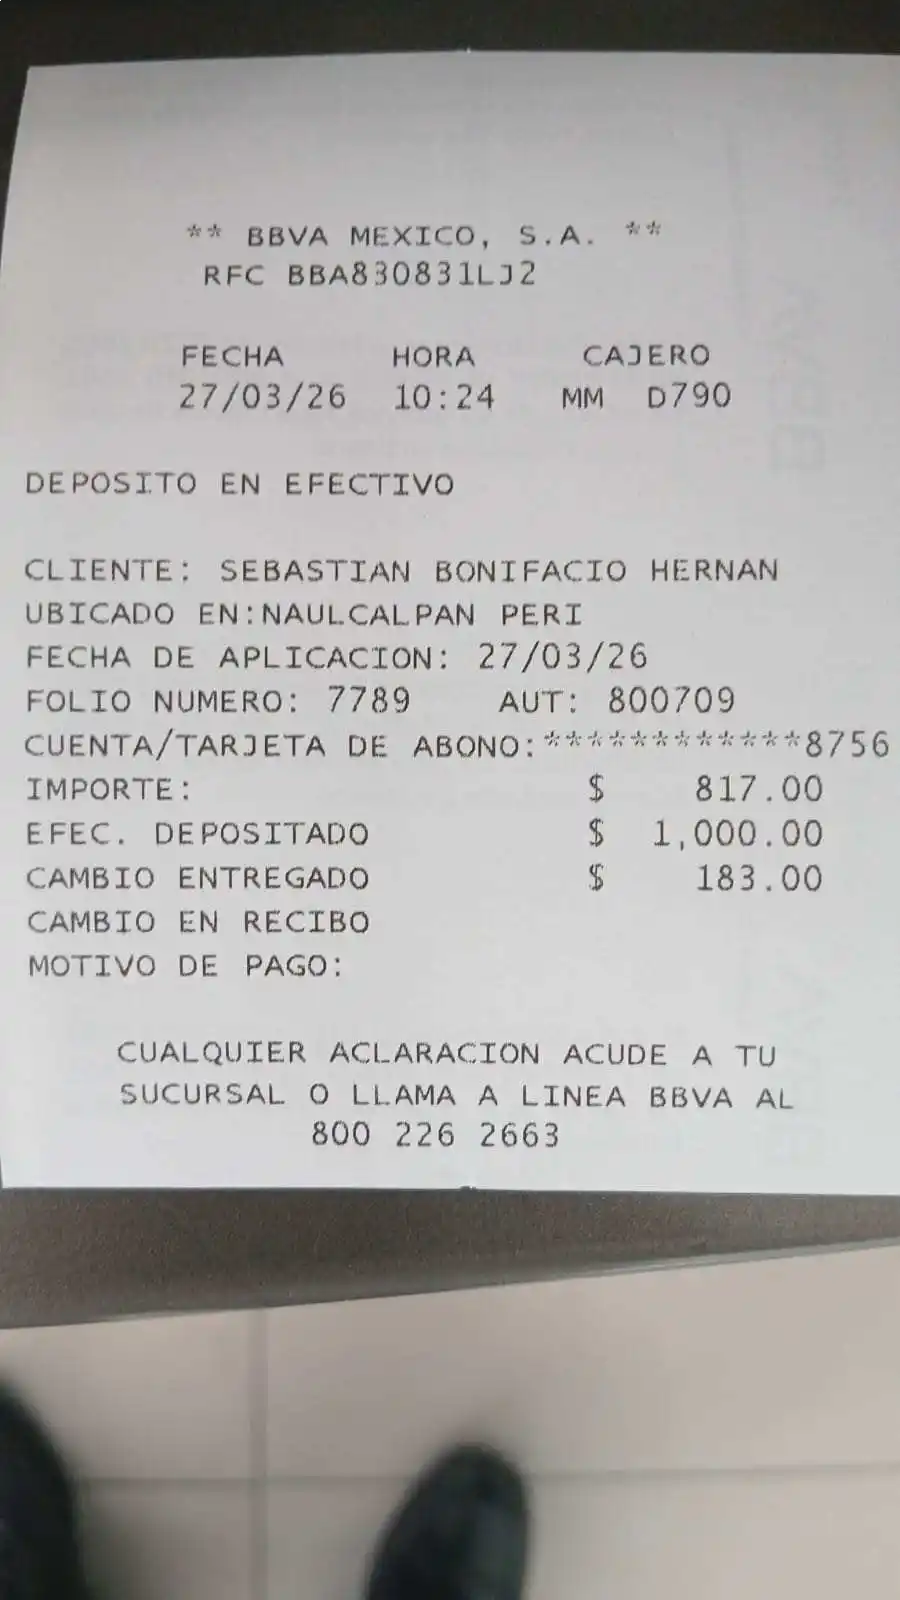 ** BBVA MEXICO, S.A. **
RFC BBA830831LJ2
FECHA HORA CAJERO
27/03/26 10:24 MM D790
DEPOSITO EN EFECTIVO
CLIENTE: SEBASTIAN BONIFACIO HERNAN
UBICADO EN:NAULCALPAN PERI
FECHA DE APLICACION: 27/03/26
FOLIO NUMERO: 7789 AUT: 800709
CUENTA/TARJETA DE ABONO:************8756
IMPORTE: $ 817.00
EFEC. DEPOSITADO $ 1,000.00
CAMBIO ENTREGADO $ 183.00
CAMBIO EN RECIBO
MOTIVO DE PAGO:
CUALQUIER ACLARACION ACUDE A TU
SUCURSAL O LLAMA A LINEA BBVA AL
800 226 2663